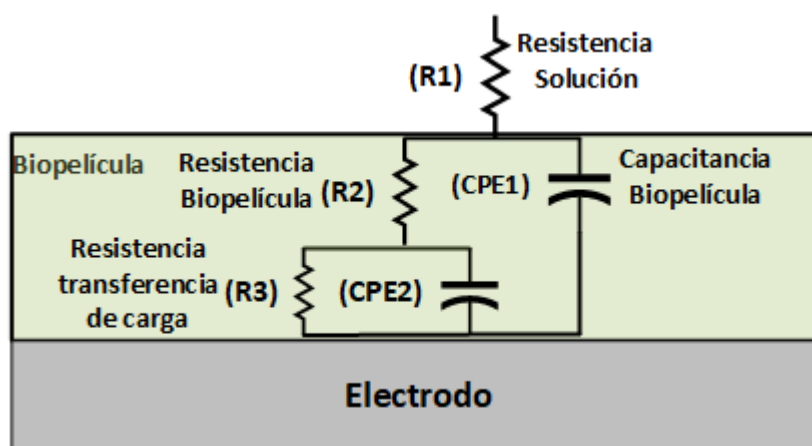 Resistencia
Solución
(R1)
Biopelícula
Resistencia
Biopelícula
(R2)
(CPE1)
Capacitancia
Biopelícula
Resistencia
transferencia
de carga
(R3)
(CPE2)
Electrodo